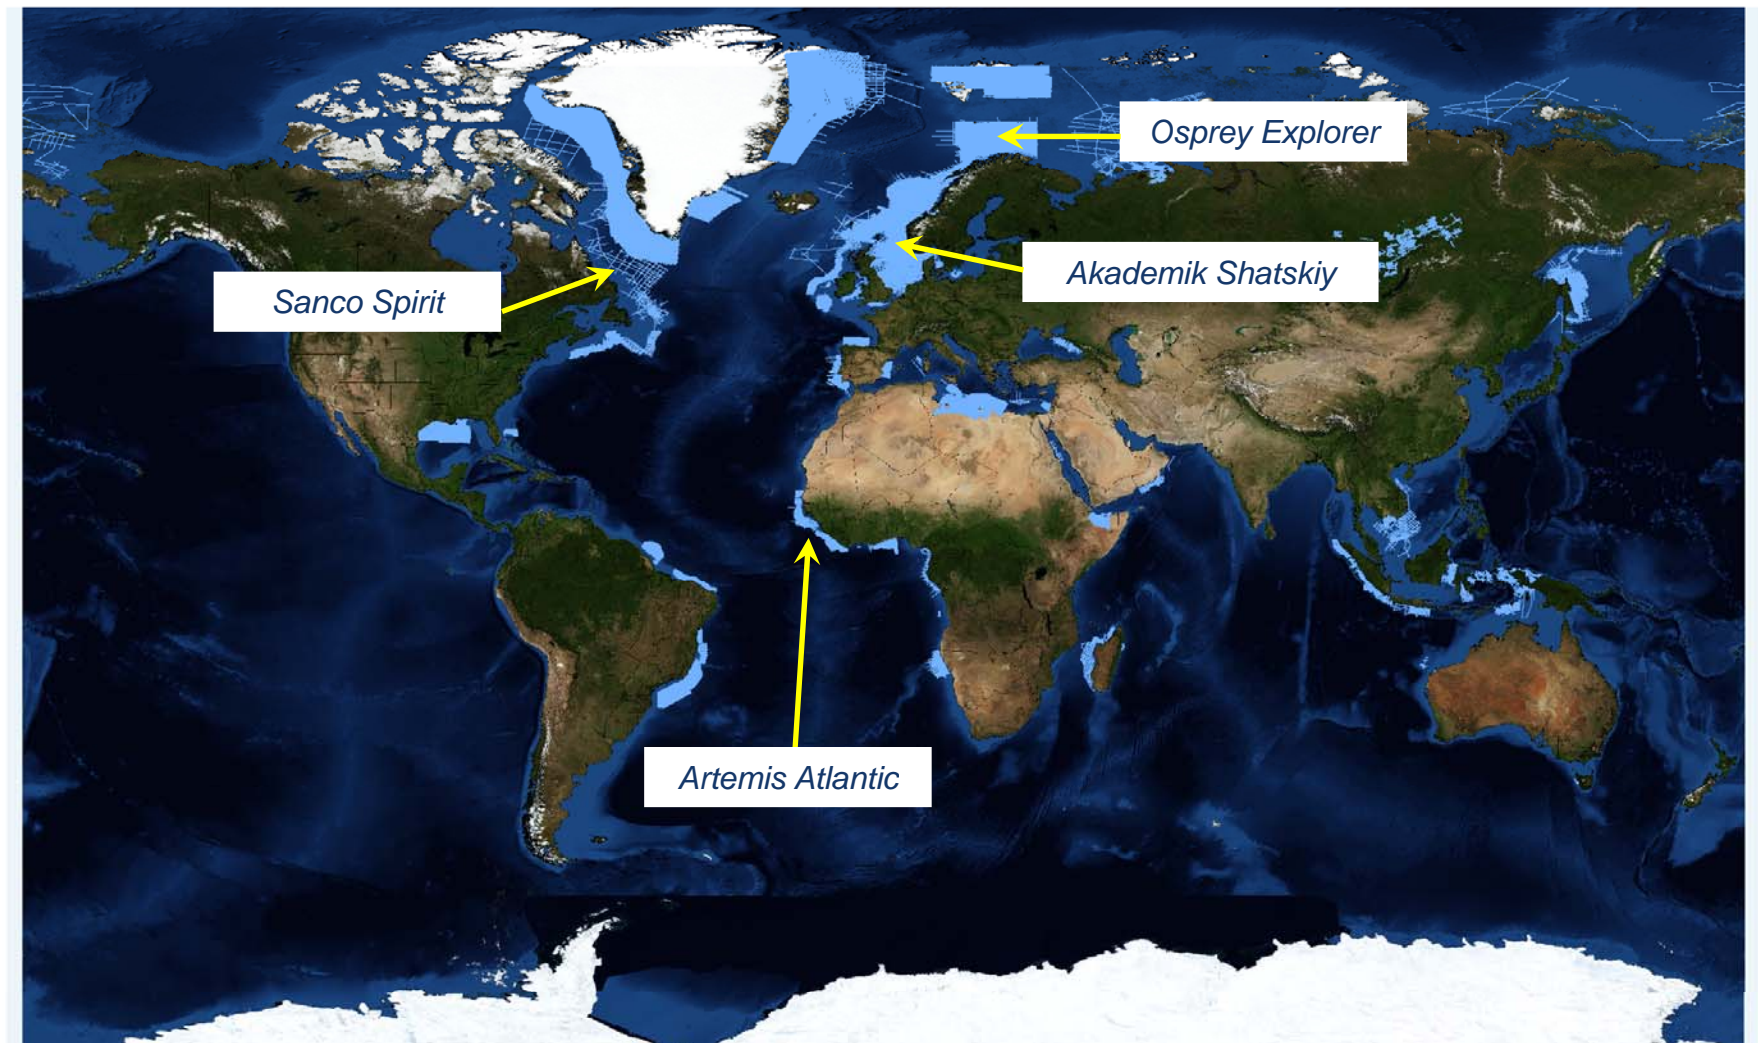 Osprey Explorer
Akademik Shatskiy
Sanco Spirit
Artemis Atlantic